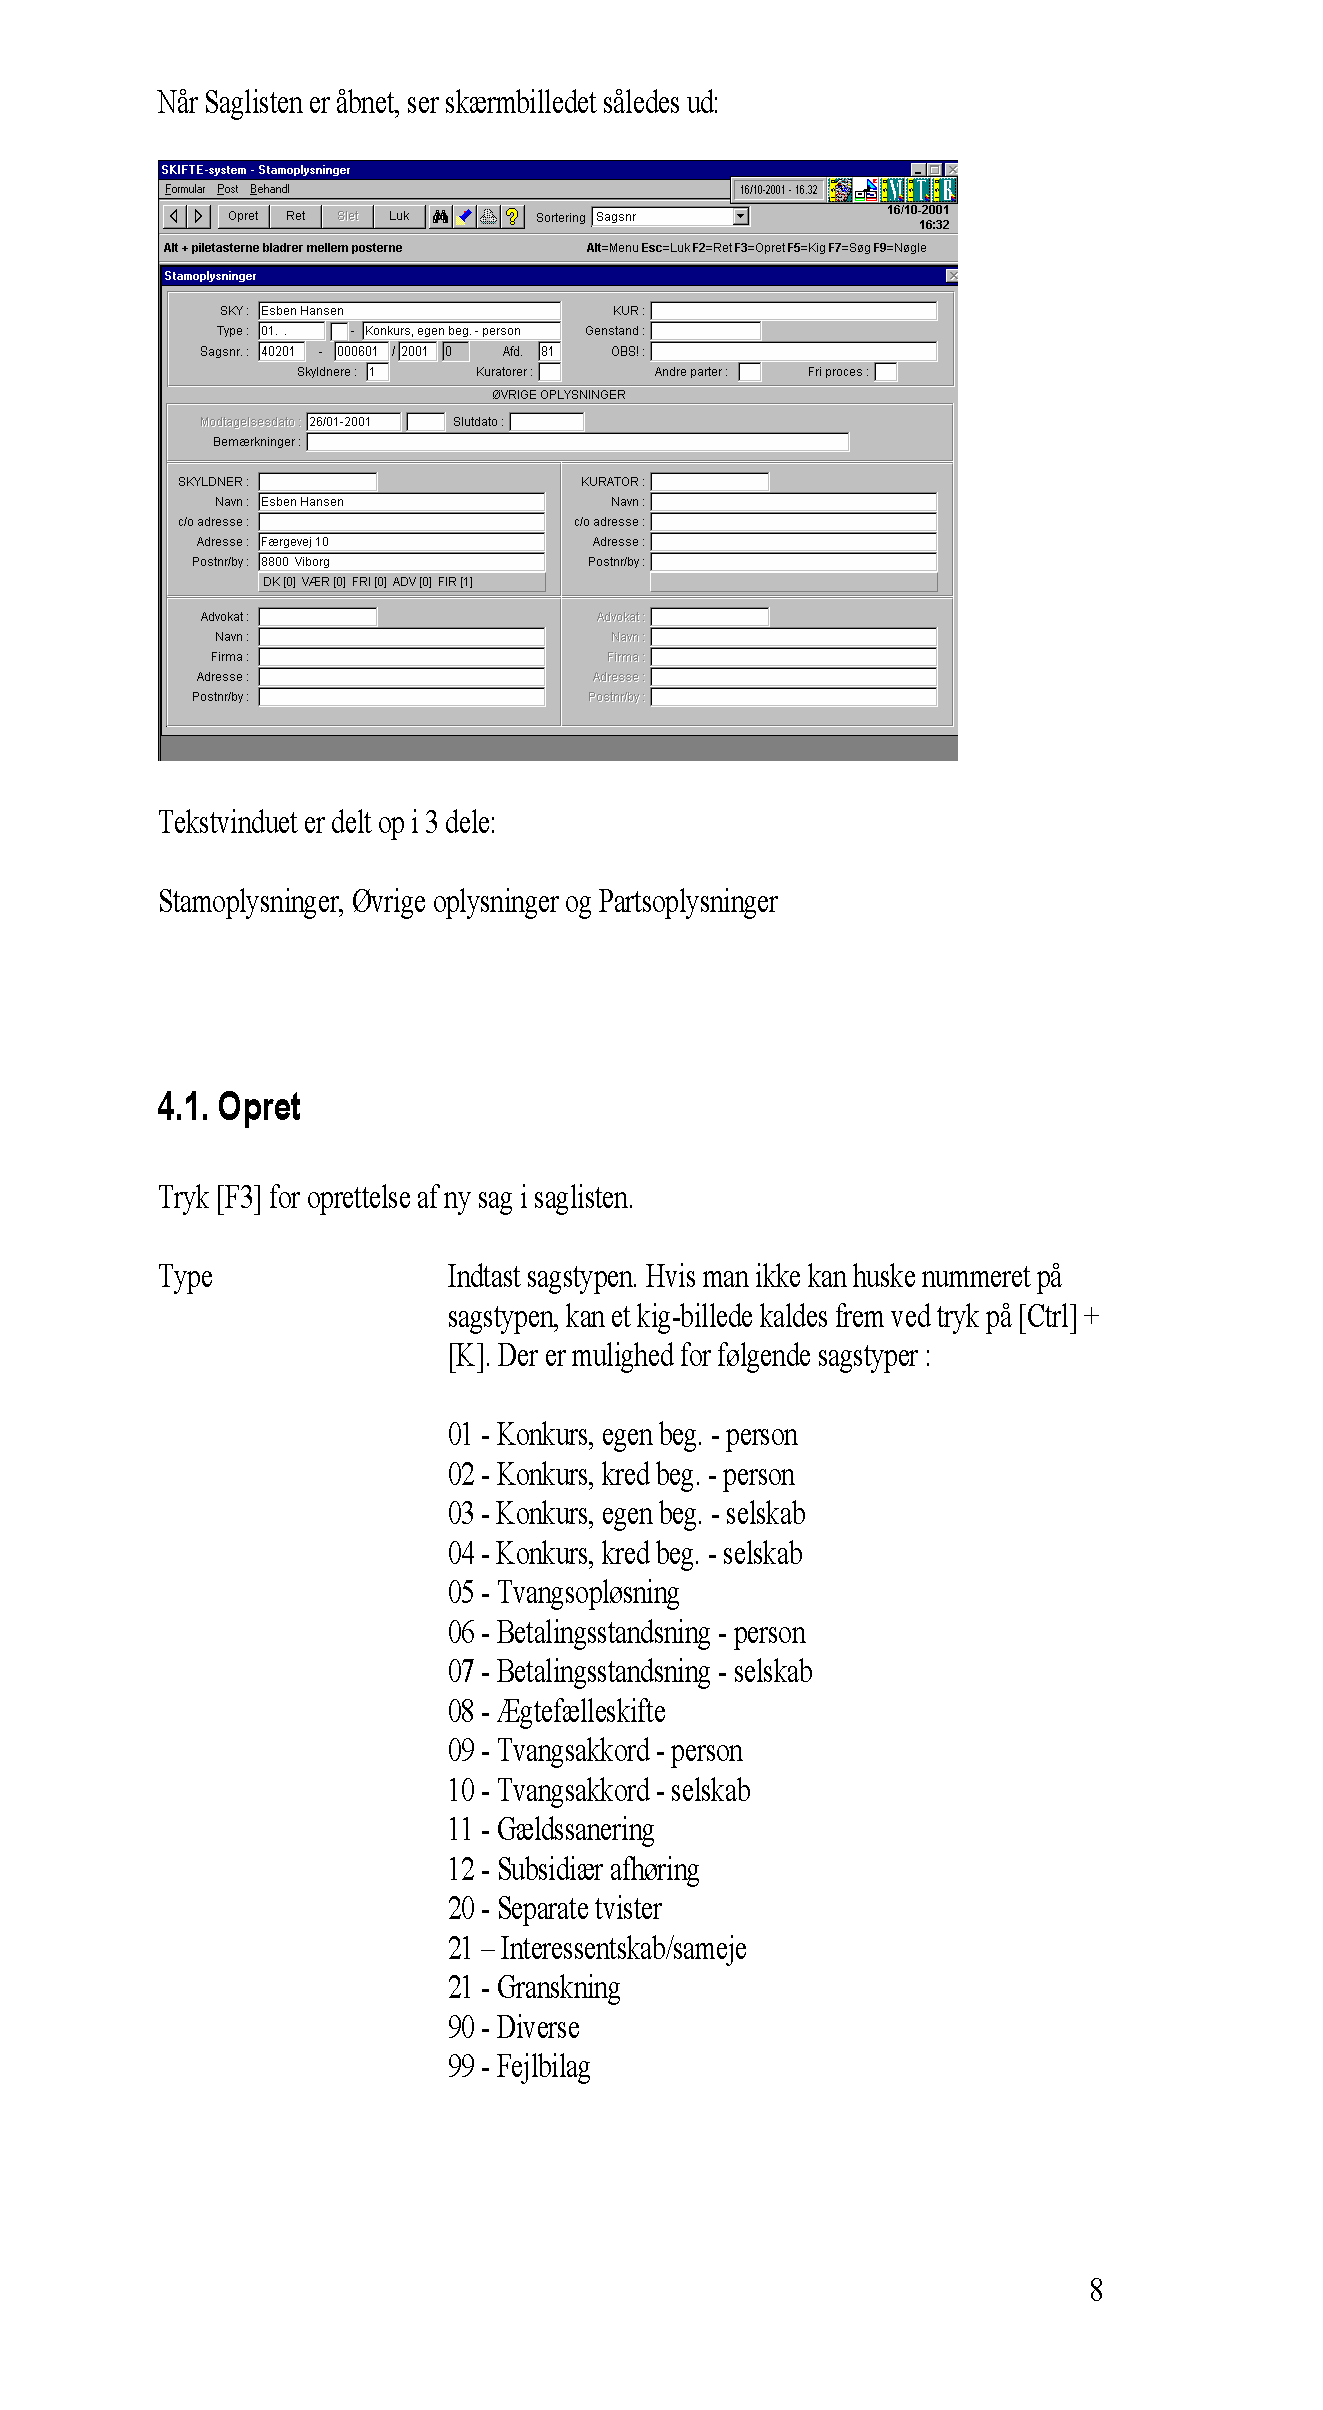 Når Saglisten er åbnet, ser skærmbilledet således ud:
SKIFTE-system - Stamoplysninger
Formular Post Behandl
16/10-2001 - 16.32
Opret Ret Slet Luk Sortering Sagsnr
16/10-2001
16:32
Alt + piletasterne bladrer mellem posterne Alt=Menu Esc=Luk F2=Ret F3=Opret F5=Kig F7=Søg F9=Nøgle
Stamoplysninger
SKY : Esben Hansen KUR :
Type : 01. . - Konkurs, egen beg. - person Genstand :
Sagsnr. : 40201 - 000601 / 2001 0 Afd. 81 OBS! :
Skyldnere : 1 Kuratorer : Andre parter : Fri proces :
ØVRIGE OPLYSNINGER
Modtagelsesdato : 26/01-2001 Slutdato :
Bemærkninger :
SKYLDNER : KURATOR :
Navn : Esben Hansen Navn :
c/o adresse : c/o adresse :
Adresse : Færgevej 10 Adresse :
Postnr/by : 8800 Viborg Postnr/by :
DK [0] VÆR [0] FRI [0] ADV [0] FIR [1]
Advokat : Advokat :
Navn : Navn :
Firma : Firma :
Adresse : Adresse :
Postnr/by : Postnr/by :
Tekstvinduet er delt op i 3 dele:
Stamoplysninger, Øvrige oplysninger og Partsoplysninger
4.1. Opret
Tryk [F3] for oprettelse af ny sag i saglisten.
Type Indtast sagstypen. Hvis man ikke kan huske nummeret på
sagstypen, kan et kig-billede kaldes frem ved tryk på [Ctrl] +
[K]. Der er mulighed for følgende sagstyper :
01 - Konkurs, egen beg. - person
02 - Konkurs, kred beg. - person
03 - Konkurs, egen beg. - selskab
04 - Konkurs, kred beg. - selskab
05 - Tvangsopløsning
06 - Betalingsstandsning - person
07 - Betalingsstandsning - selskab
08 - Ægtefælleskifte
09 - Tvangsakkord - person
10 - Tvangsakkord - selskab
11 - Gældssanering
12 - Subsidiær afhøring
20 - Separate tvister
21 – Interessentskab/sameje
21 - Granskning
90 - Diverse
99 - Fejlbilag
8